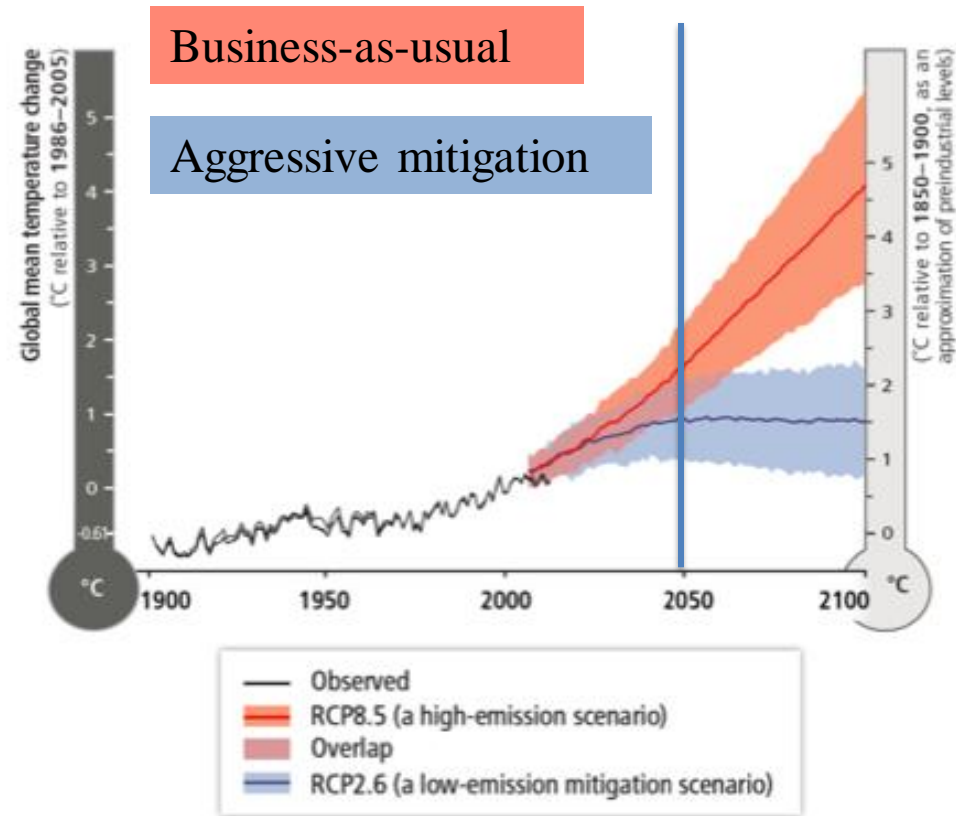 Business-as-usual
Aggressive mitigation
Global mean temperature change
(˚C relative to 1986–2005)
5
4
3
2
1
0
-0.61
°C
5
4
3
2
1
0
°C
(˚C relative to 1850–1900, as an
approximation of preindustrial levels)
1900
1950
2000
2050
2100
Observed
RCP8.5 (a high-emission scenario)
Overlap
RCP2.6 (a low-emission mitigation scenario)